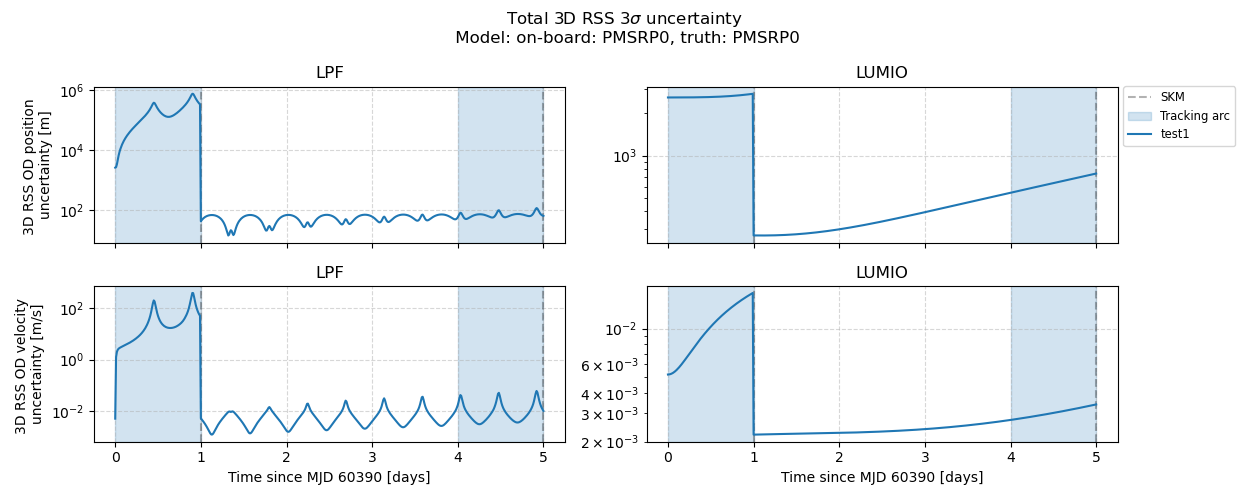 Total 3D RSS 3σ uncertainty
Model: on-board: PMSRP0, truth: PMSRP0
LPF
LUMIO
3D RSS OD position
uncertainty [m]
10^6
10^4
10^2
10^3
SKM
Tracking arc
test1
LPF
LUMIO
3D RSS OD velocity
uncertainty [m/s]
10^2
10^0
10^−2
10^−2
6 × 10^−3
4 × 10^−3
3 × 10^−3
2 × 10^−3
0 1 2 3 4 5
0 1 2 3 4 5
Time since MJD 60390 [days]
Time since MJD 60390 [days]